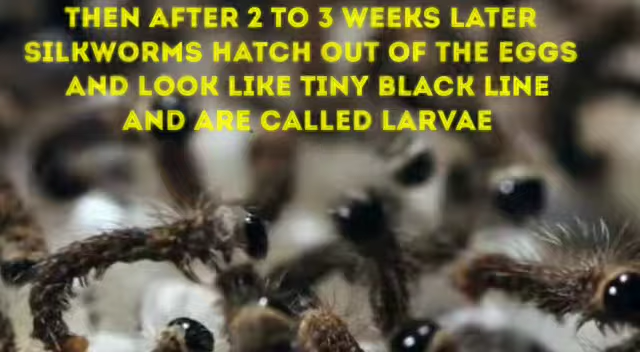 THEN AFTER 2 TO 3 WEEKS LATER
SILKWORMS HATCH OUT OF THE EGGS
AND LOOK LIKE TINY BLACK LINE
AND ARE CALLED LARVAE